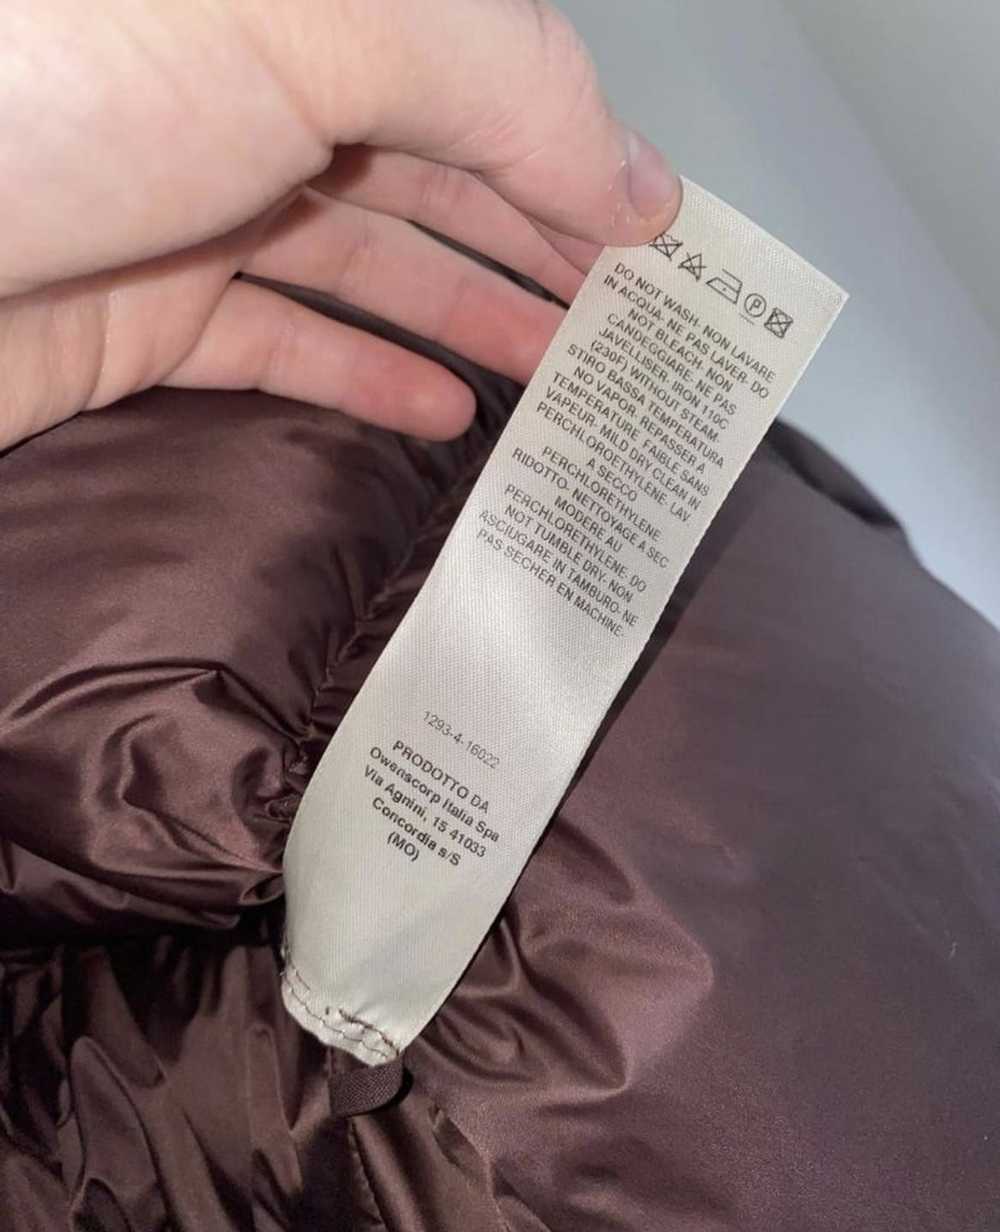 P
DO NOT WASH- NON LAVARE
IN ACQUA- NE PAS LAVER- DO
NOT BLEACH- NON
CANDEGGIARE- NE PAS
JAVELLISER- IRON 110C
(230F) WITHOUT STEAM-
STIRO BASSA TEMPERATURA
NO VAPOR- REPASSER A
TEMPERATURE FAIBLE SANS
VAPEUR- MILD DRY CLEAN IN
PERCHLOROETHYLENE- LAV.
A SECCO
PERCHLORETHYLENE
RIDOTTO- NETTOYAGE A SEC
MODERE AU
PERCHLORETHYLENE- DO
NOT TUMBLE DRY- NON
ASCIUGARE IN TAMBURO- NE
PAS SECHER EN MACHINE-
1293-4-16022
PRODOTTO DA
Owenscorp Italia Spa
Via Agnini, 15 41033
Concordia s/S
(MO)